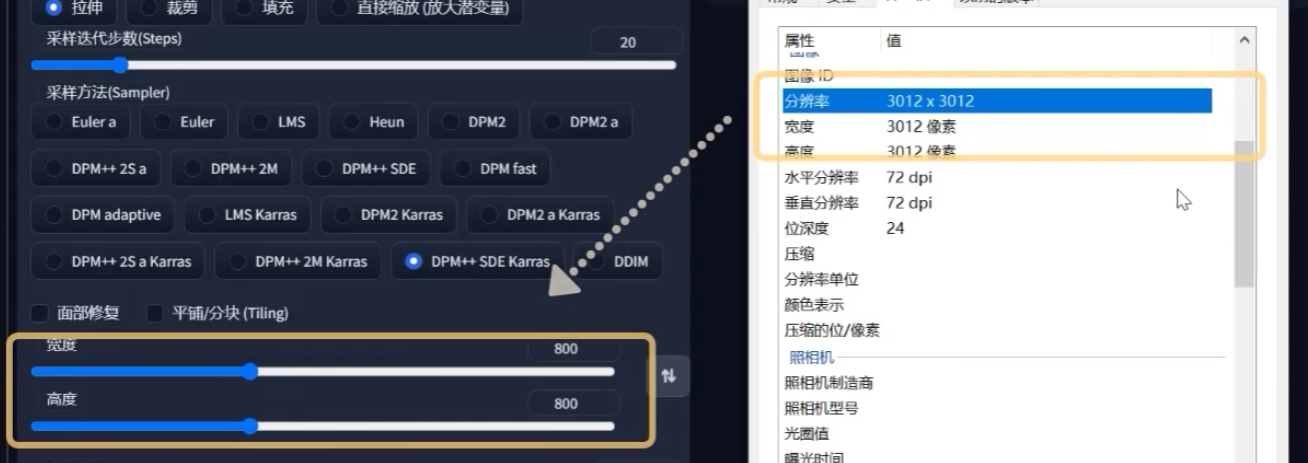 拉伸 裁剪 填充 直接缩放 (放大潜变量)
采样迭代步数(Steps) 20
采样方法(Sampler)
Euler a Euler LMS Heun DPM2 DPM2 a
DPM++ 2S a DPM++ 2M DPM++ SDE DPM fast
DPM adaptive LMS Karras DPM2 Karras DPM2 a Karras
DPM++ 2S a Karras DPM++ 2M Karras DPM++ SDE Karras DDIM
面部修复 平铺/分块 (Tiling)
宽度 800
高度 800
属性 值
图像
图像 ID
分辨率 3012 x 3012
宽度 3012 像素
高度 3012 像素
水平分辨率 72 dpi
垂直分辨率 72 dpi
位深度 24
压缩
分辨率单位
颜色表示
压缩的位/像素
照相机
照相机制造商
照相机型号
光圈值
曝光时间